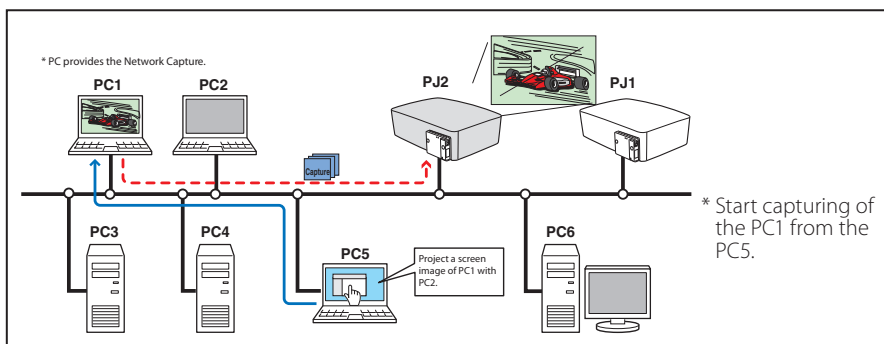 * PC provides the Network Capture.
PC1
PC2
PJ2
PJ1
Capture
PC3
PC4
PC5
PC6
Project a screen
image of PC1 with
PC2.
* Start capturing of
the PC1 from the
PC5.